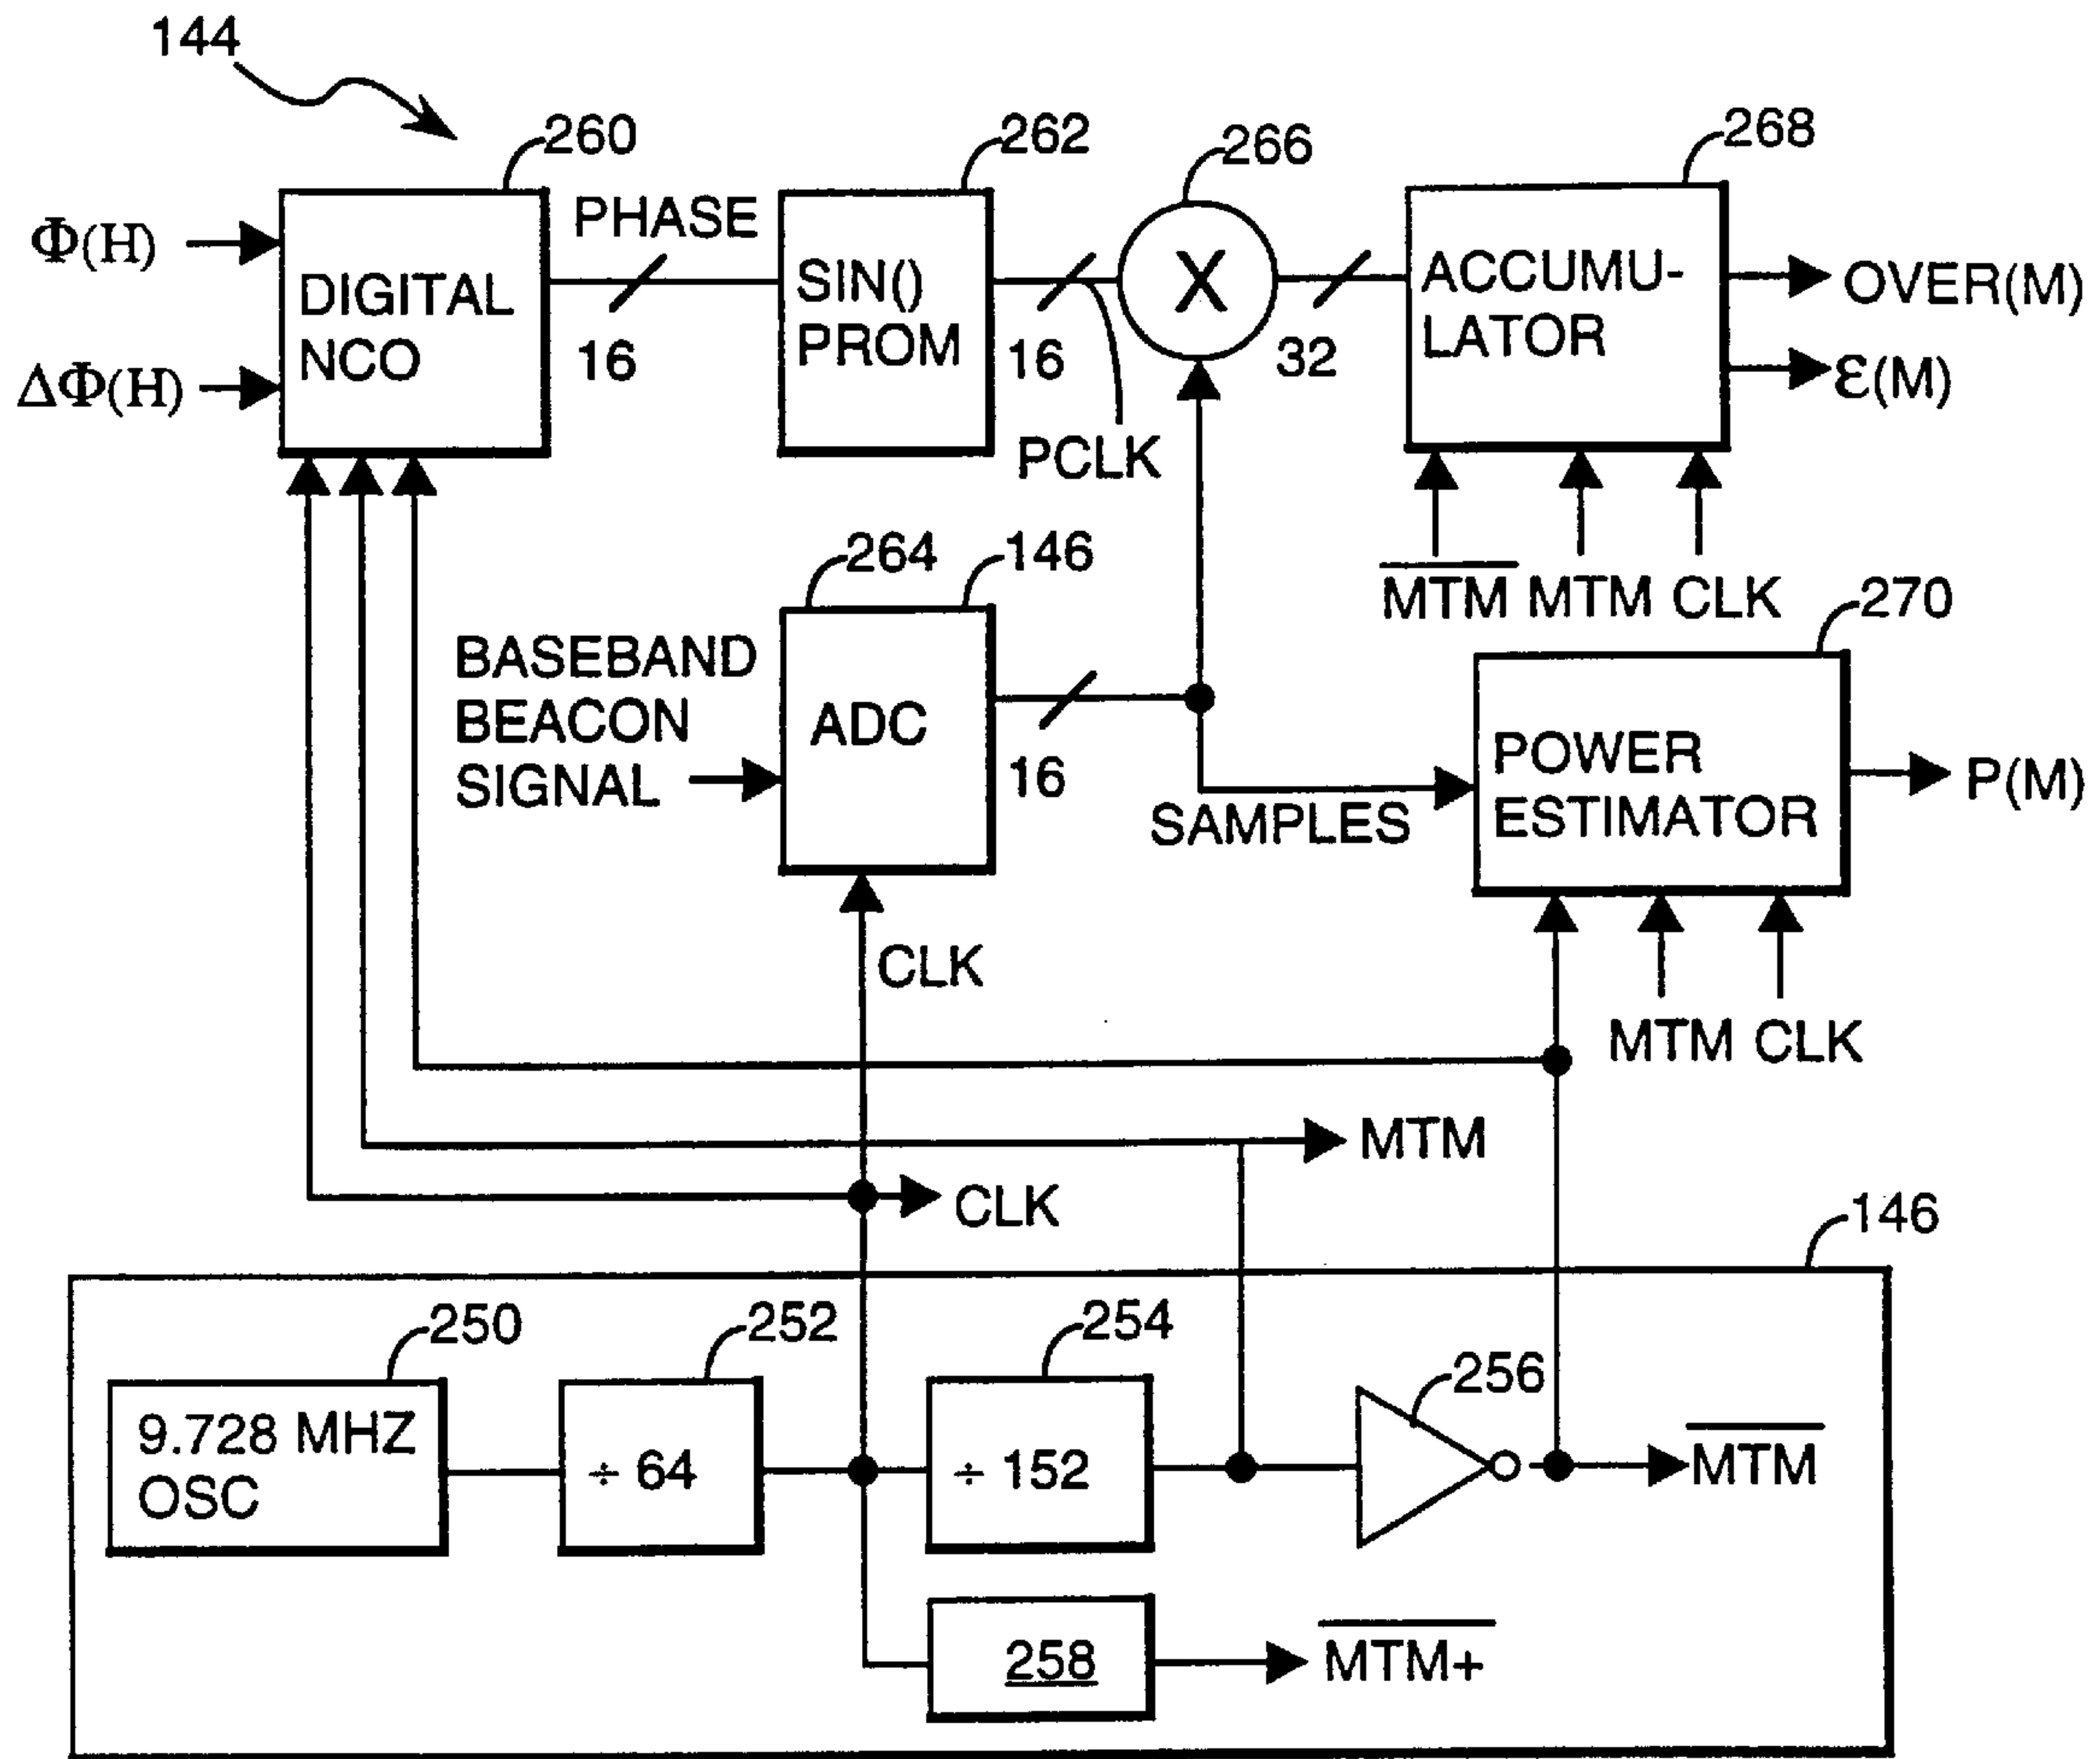 144
260
262
266
268
Φ(H)
ΔΦ(H)
DIGITAL
NCO
PHASE
16
SIN()
PROM
16
PCLK
X
32
ACCUMU-
LATOR
OVER(M)
Ɛ(M)
MTM MTM CLK
264
146
270
BASEBAND
BEACON
SIGNAL
ADC
16
SAMPLES
POWER
ESTIMATOR
P(M)
CLK
MTM CLK
MTM
CLK
146
250
252
254
256
9.728 MHZ
OSC
÷ 64
÷ 152
MTM
258
MTM+